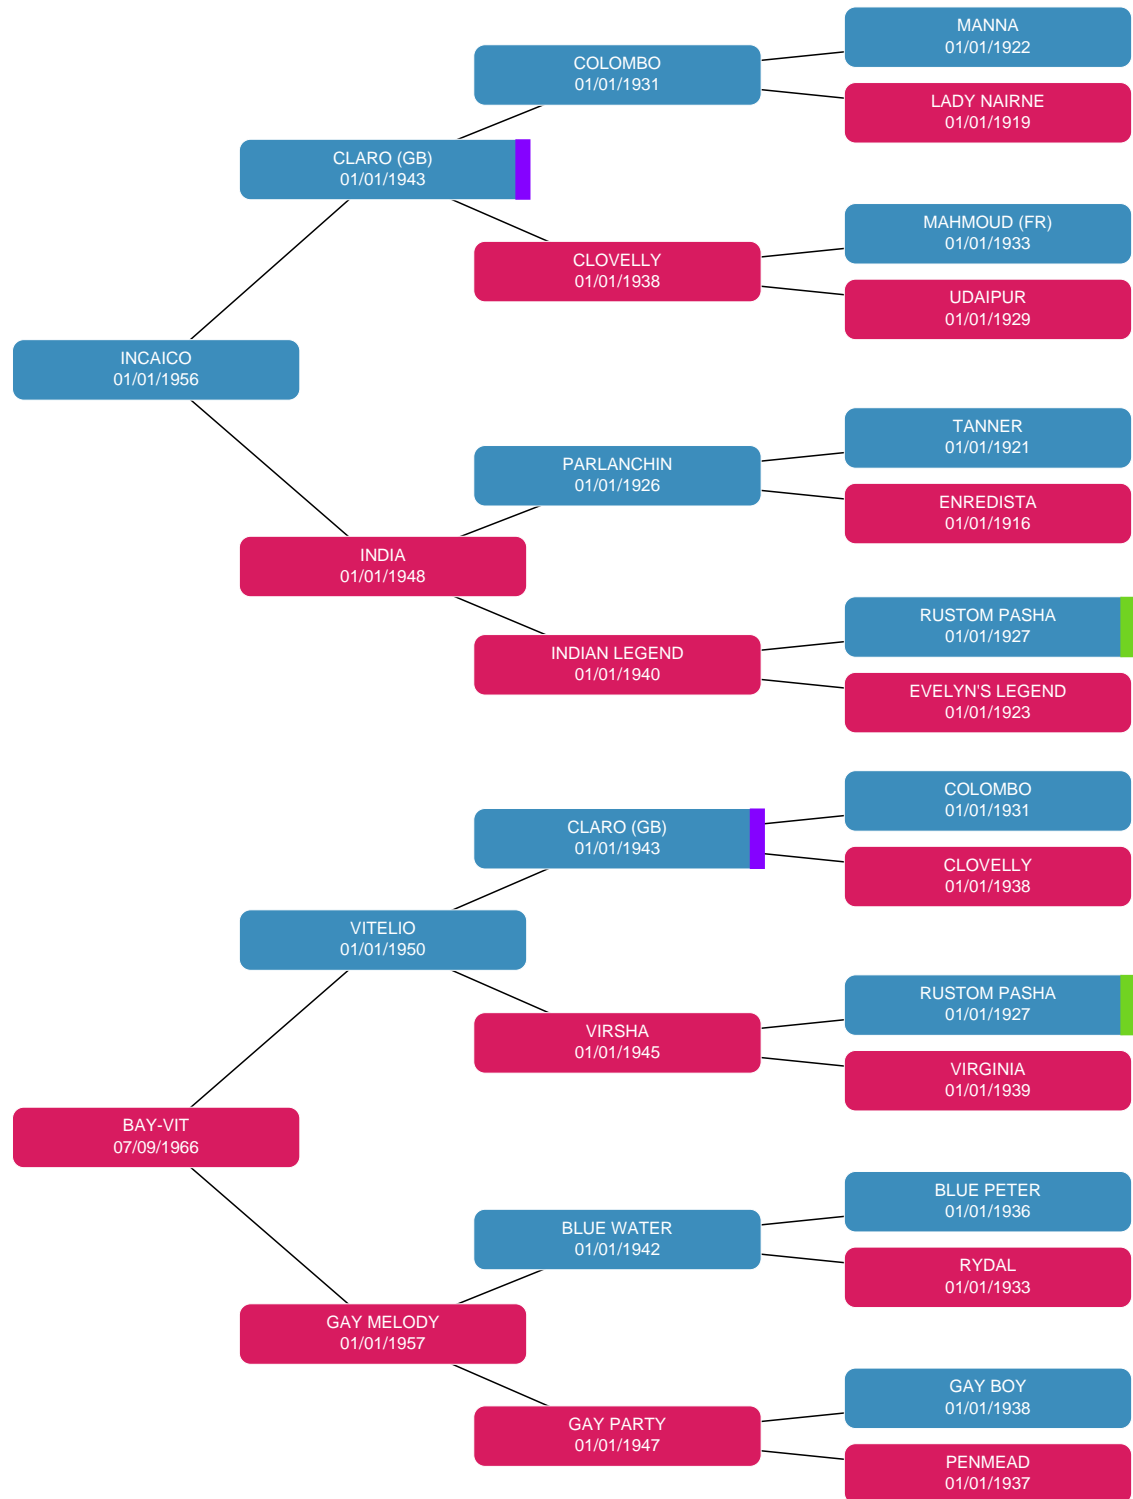 MANNA
01/01/1922
COLOMBO
01/01/1931
LADY NAIRNE
01/01/1919
CLARO (GB)
01/01/1943
MAHMOUD (FR)
01/01/1933
CLOVELLY
01/01/1938
UDAIPUR
01/01/1929
INCAICO
01/01/1956
TANNER
01/01/1921
PARLANCHIN
01/01/1926
ENREDISTA
01/01/1916
INDIA
01/01/1948
RUSTOM PASHA
01/01/1927
INDIAN LEGEND
01/01/1940
EVELYN'S LEGEND
01/01/1923
COLOMBO
01/01/1931
CLARO (GB)
01/01/1943
CLOVELLY
01/01/1938
VITELIO
01/01/1950
RUSTOM PASHA
01/01/1927
VIRSHA
01/01/1945
VIRGINIA
01/01/1939
BAY-VIT
07/09/1966
BLUE PETER
01/01/1936
BLUE WATER
01/01/1942
RYDAL
01/01/1933
GAY MELODY
01/01/1957
GAY BOY
01/01/1938
GAY PARTY
01/01/1947
PENMEAD
01/01/1937